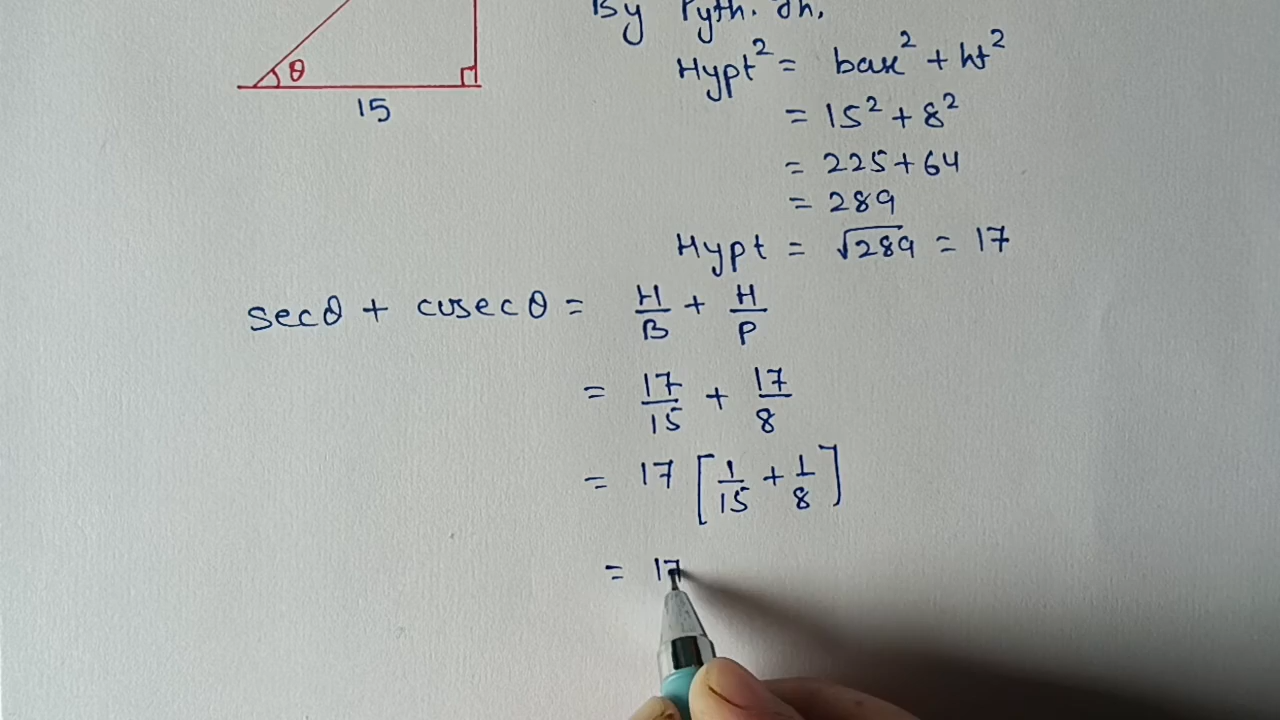 By Pyth. Th.
θ
15
Hypt² = base² + ht²
= 15² + 8²
= 225 + 64
= 289
Hypt = √289 = 17
secθ + cosecθ = H/B + H/P
= 17/15 + 17/8
= 17 [1/15 + 1/8]
= 17